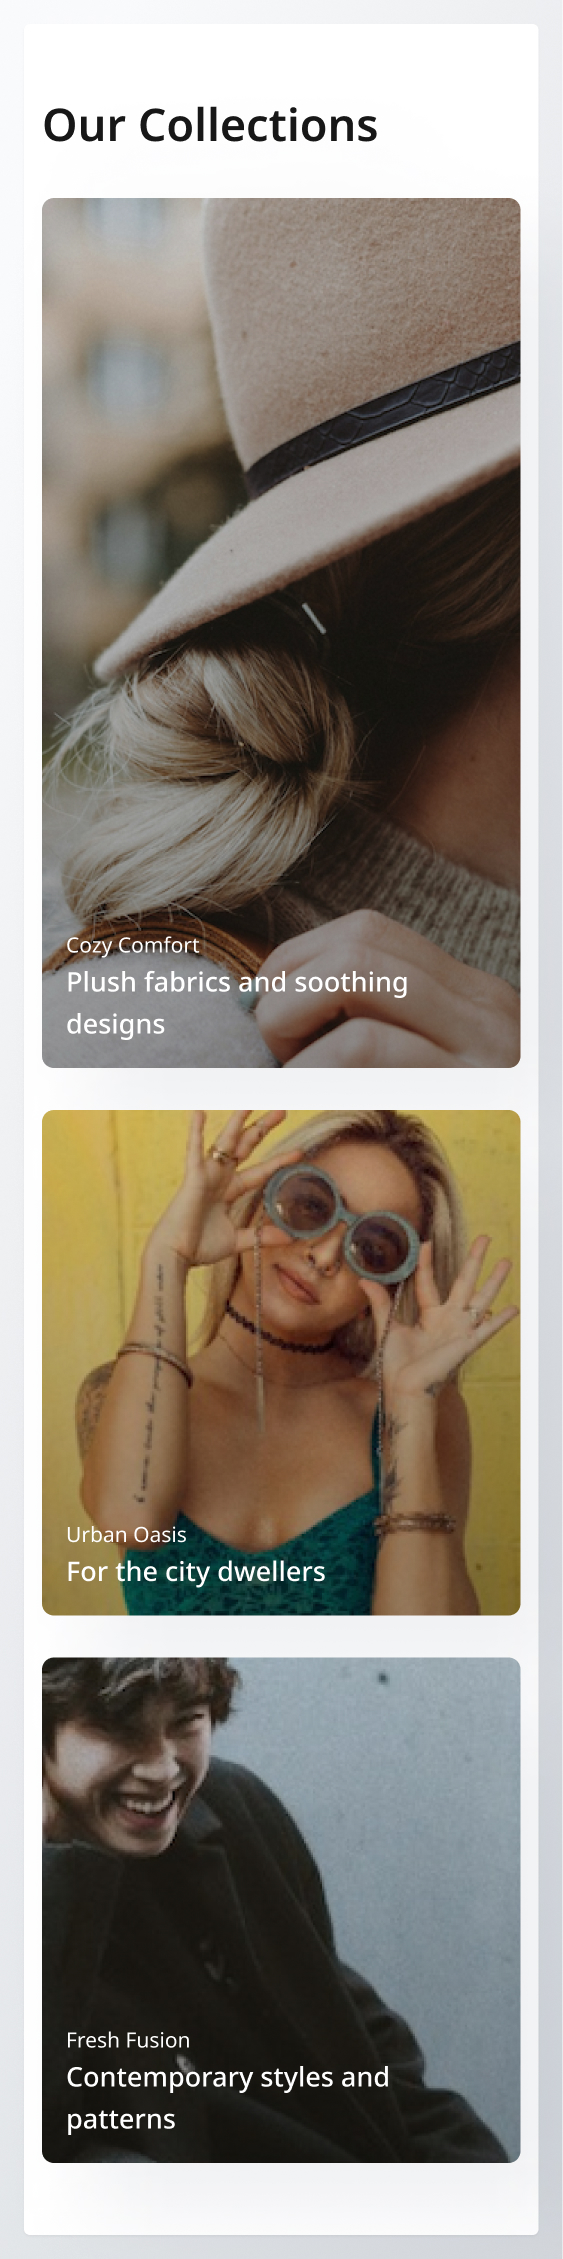 Our Collections
Cozy Comfort
Plush fabrics and soothing
designs
Urban Oasis
For the city dwellers
Fresh Fusion
Contemporary styles and
patterns